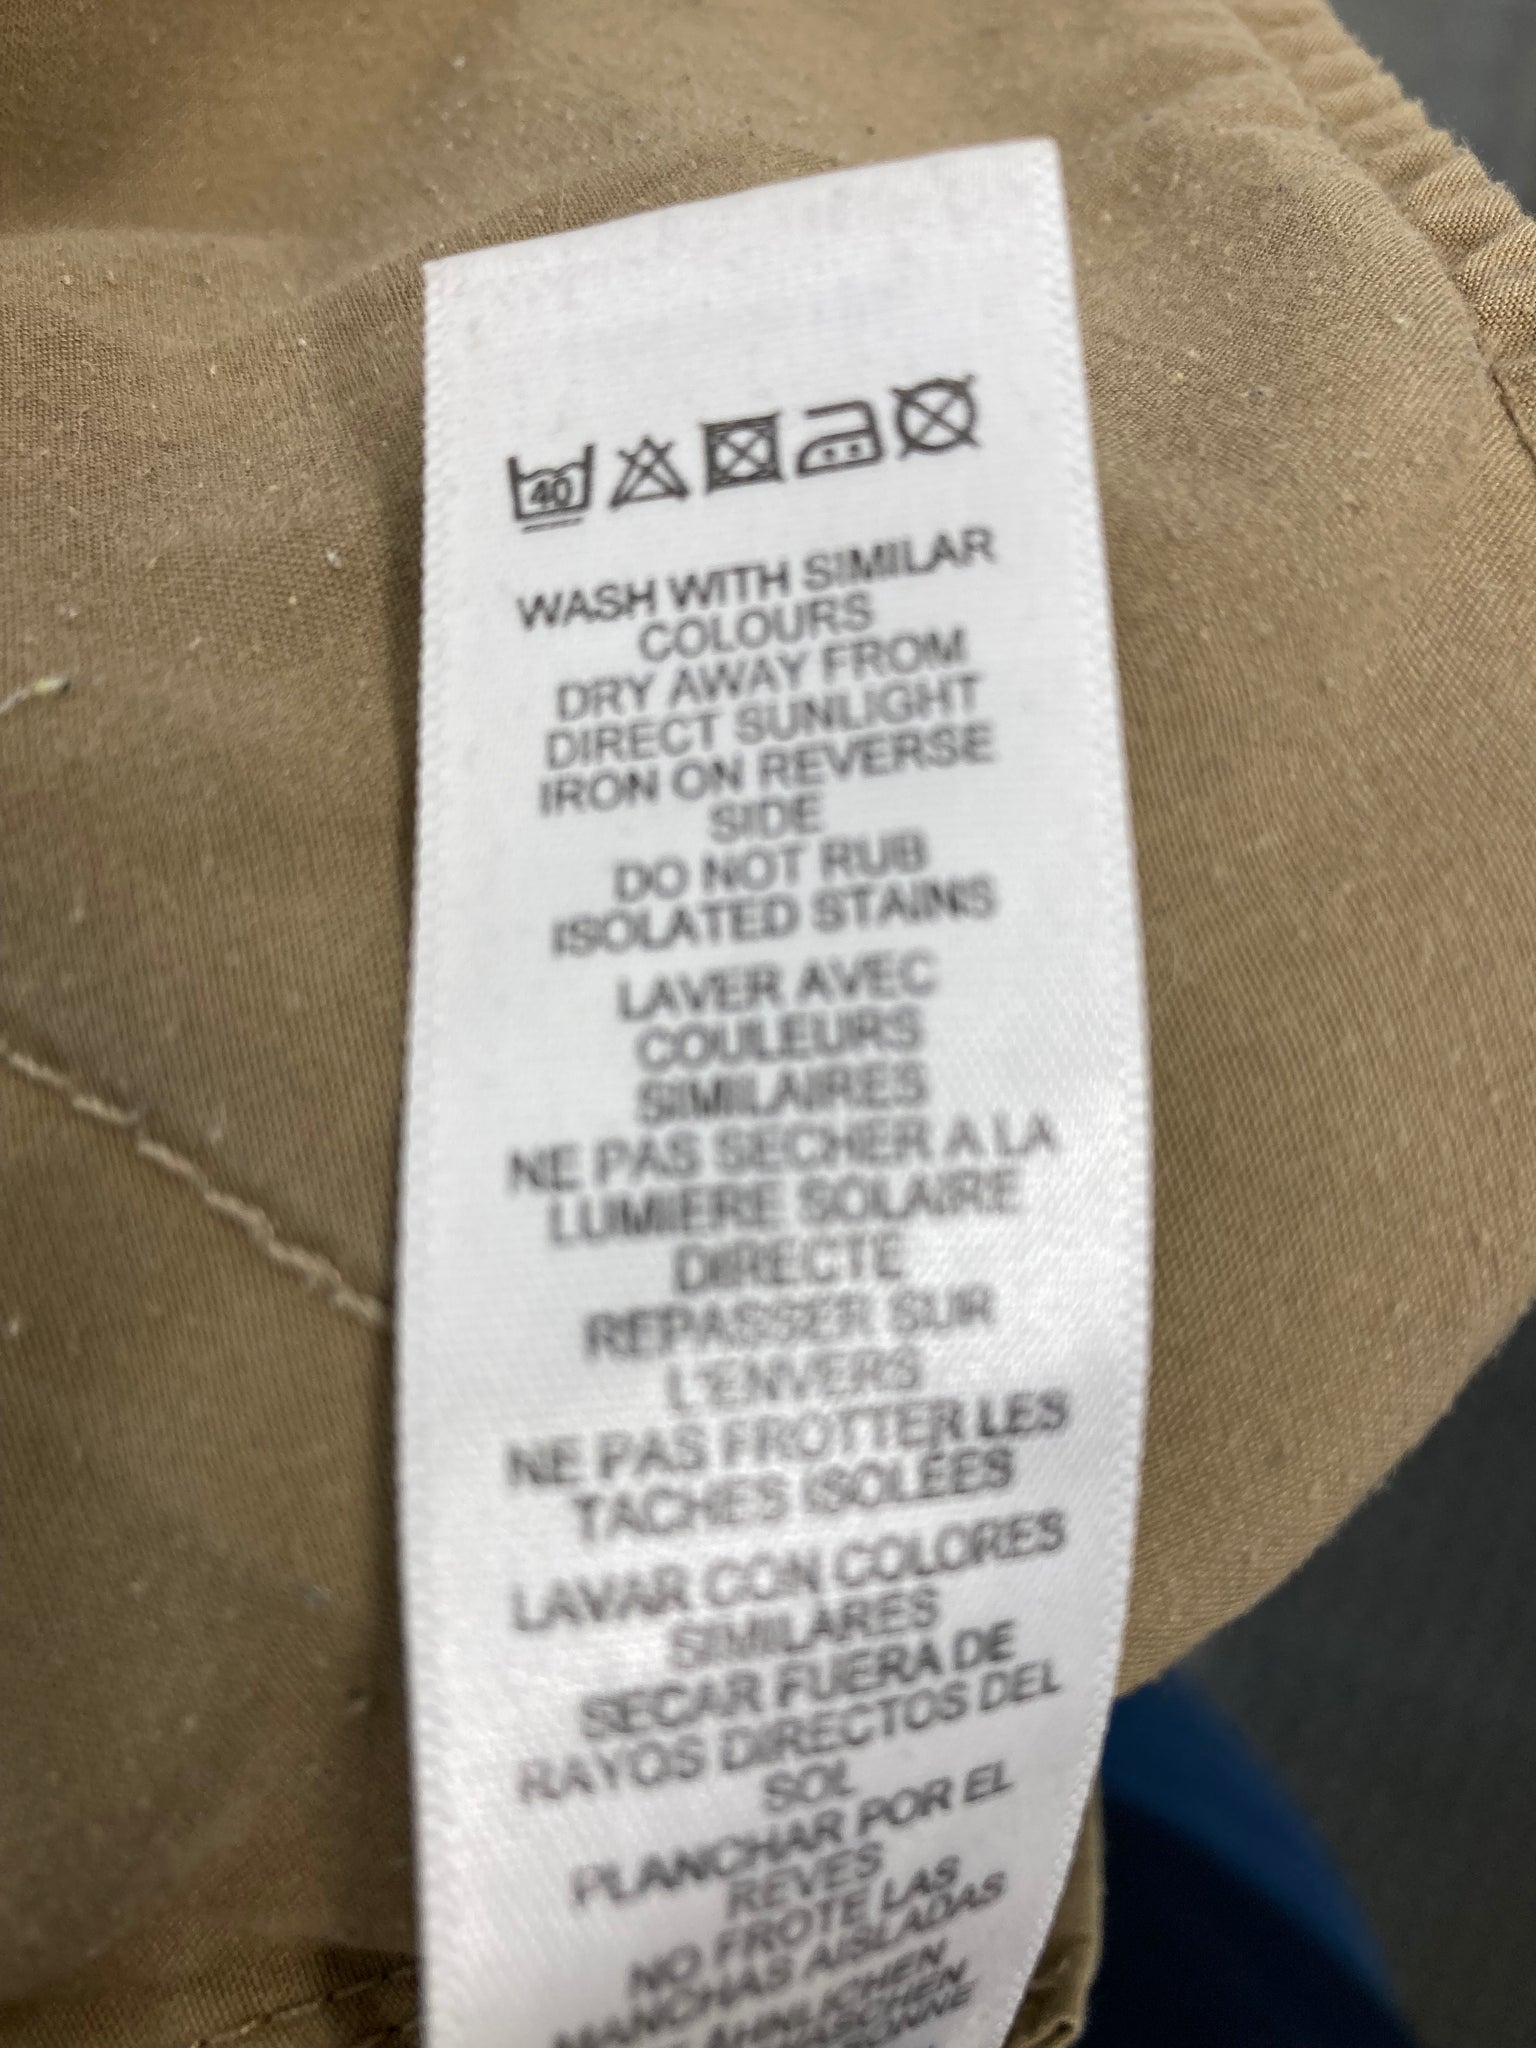 40
WASH WITH SIMILAR
COLOURS
DRY AWAY FROM
DIRECT SUNLIGHT
IRON ON REVERSE
SIDE
DO NOT RUB
ISOLATED STAINS
LAVER AVEC
COULEURS
SIMILAIRES
NE PAS SECHER A LA
LUMIERE SOLAIRE
DIRECTE
REPASSER SUR
L'ENVERS
NE PAS FROTTER LES
TACHES ISOLÉES
LAVAR CON COLORES
SIMILARES
SECAR FUERA DE
RAYOS DIRECTOS DEL
SOL
PLANCHAR POR EL
REVES
NO FROTE LAS
MANCHAS AISLADAS